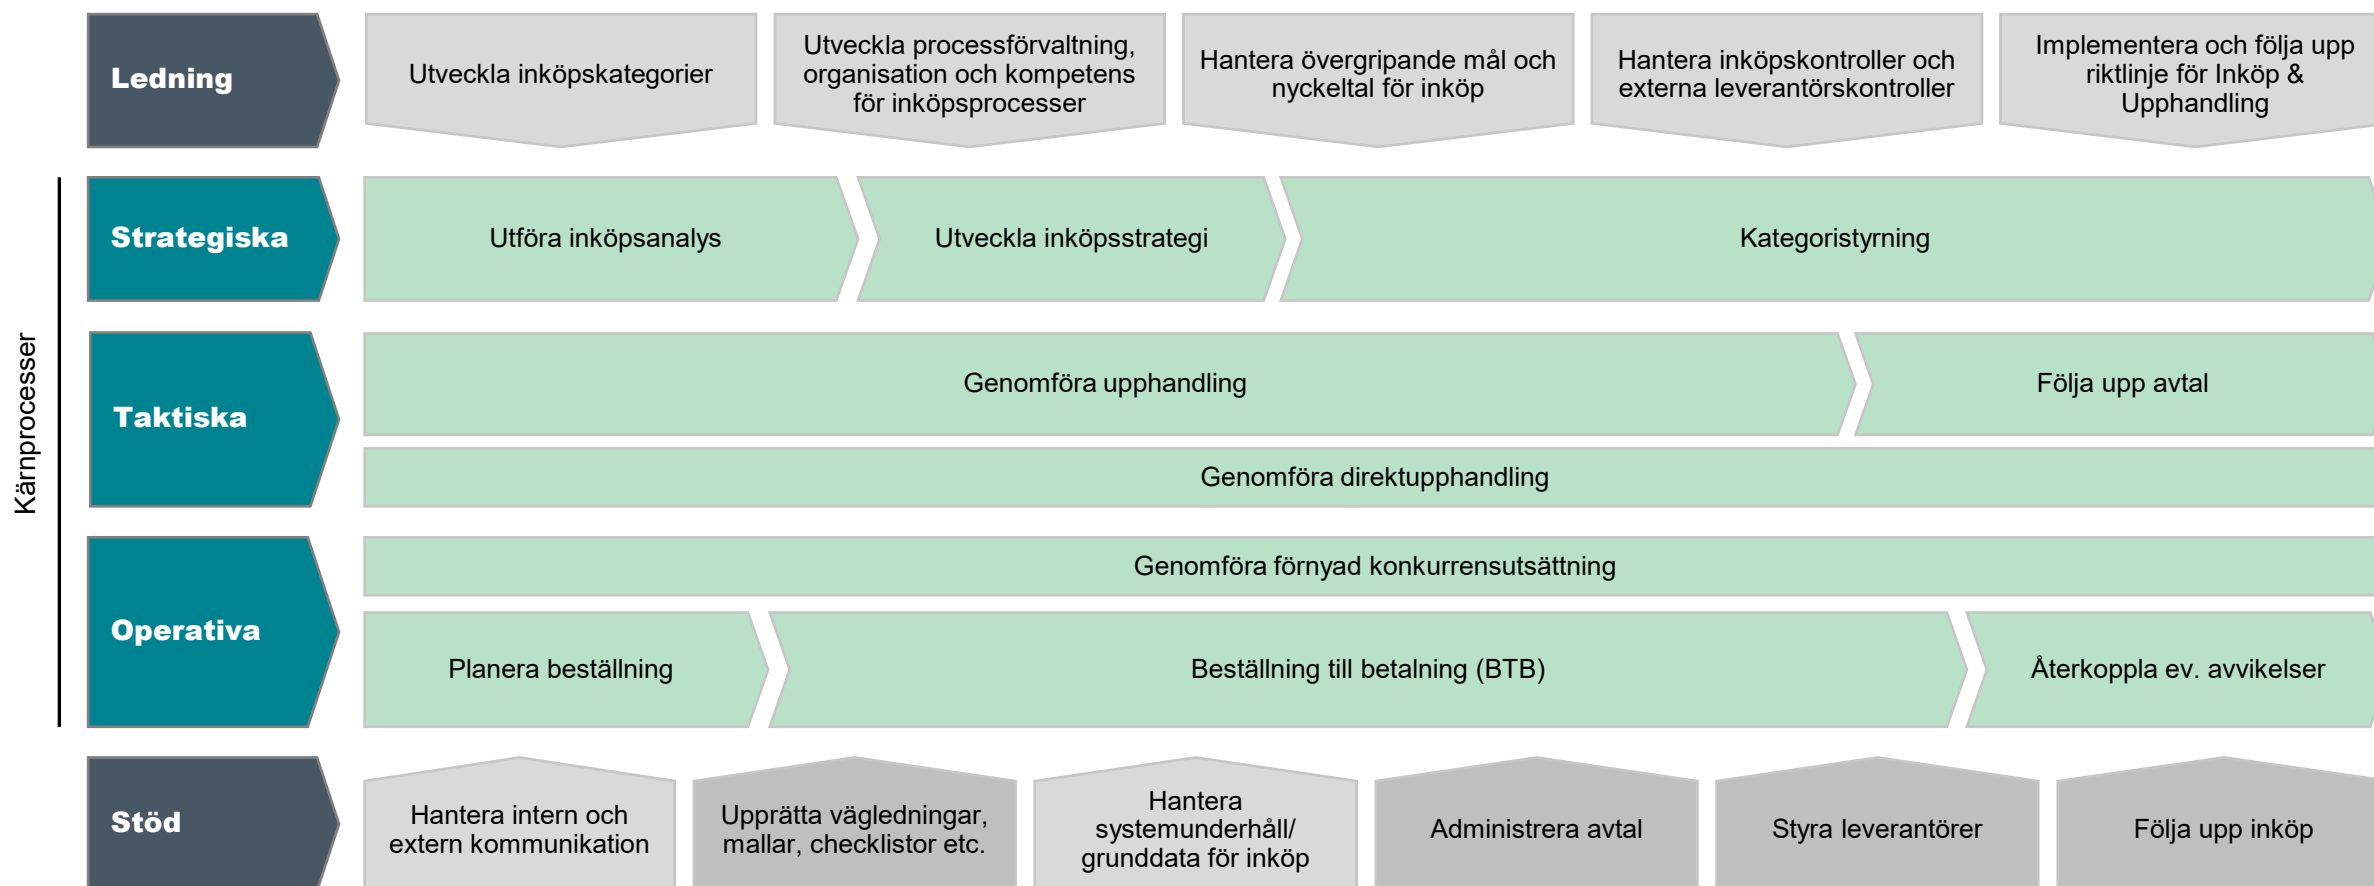 Ledning
Utveckla inköpskategorier
Utveckla processförvaltning,
organisation och kompetens
för inköpsprocesser
Hantera övergripande mål och
nyckeltal för inköp
Hantera inköpskontroller och
externa leverantörskontroller
Implementera och följa upp
riktlinje för Inköp &
Upphandling
Kärnprocesser
Strategiska
Utföra inköpsanalys
Utveckla inköpsstrategi
Kategoristyrning
Taktiska
Genomföra upphandling
Följa upp avtal
Genomföra direktupphandling
Operativa
Genomföra förnyad konkurrensutsättning
Planera beställning
Beställning till betalning (BTB)
Återkoppla ev. avvikelser
Stöd
Hantera intern och
extern kommunikation
Upprätta vägledningar,
mallar, checklistor etc.
Hantera
systemunderhåll/
grunddata för inköp
Administrera avtal
Styra leverantörer
Följa upp inköp